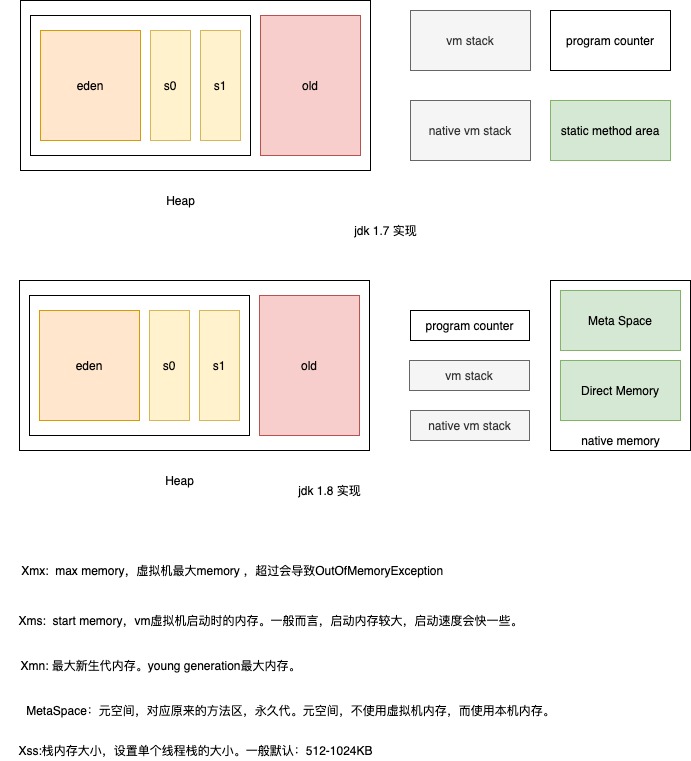 eden s0 s1 old
vm stack program counter
native vm stack static method area
Heap
jdk 1.7 实现
eden s0 s1 old
program counter
vm stack
native vm stack
Meta Space
Direct Memory
native memory
Heap
jdk 1.8 实现
Xmx: max memory，虚拟机最大memory ，超过会导致OutOfMemoryException
Xms: start memory，vm虚拟机启动时的内存。一般而言，启动内存较大，启动速度会快一些。
Xmn: 最大新生代内存。young generation最大内存。
MetaSpace：元空间，对应原来的方法区，永久代。元空间，不使用虚拟机内存，而使用本机内存。
Xss:栈内存大小，设置单个线程栈的大小。一般默认：512-1024KB